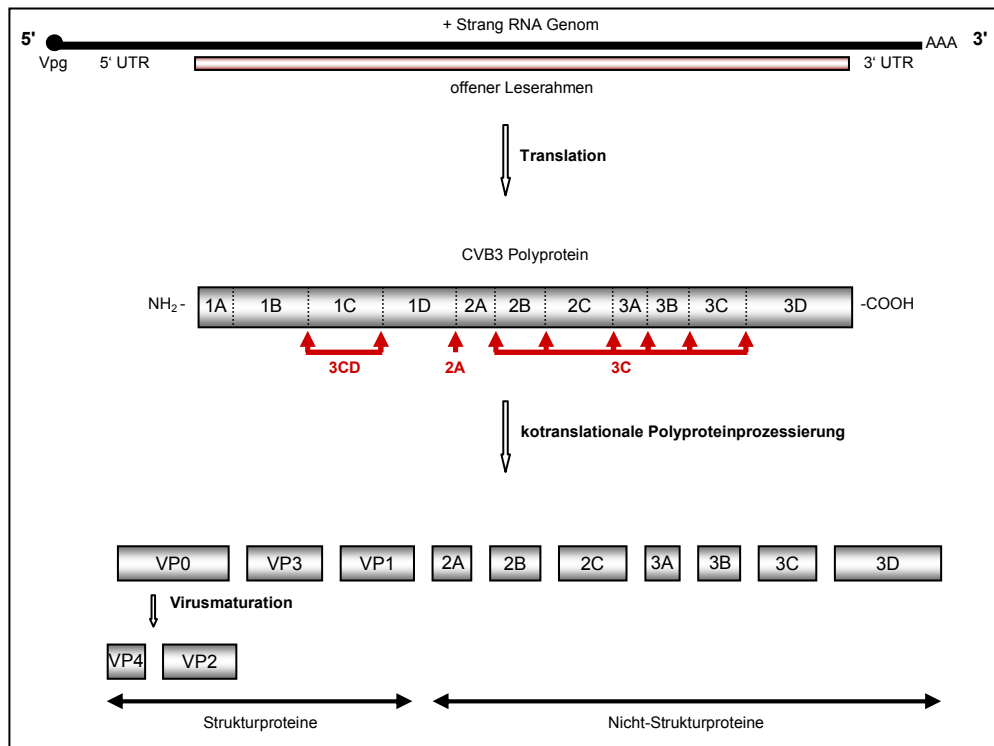 + Strang RNA Genom
5' AAA 3'
Vpg 5‘ UTR 3‘ UTR
offener Leserahmen
Translation
CVB3 Polyprotein
NH₂ - 1A 1B 1C 1D 2A 2B 2C 3A 3B 3C 3D -COOH
3CD 2A 3C
kotranslationale Polyproteinprozessierung
VP0 VP3 VP1 2A 2B 2C 3A 3B 3C 3D
Virusmaturation
VP4 VP2
Strukturproteine Nicht-Strukturproteine